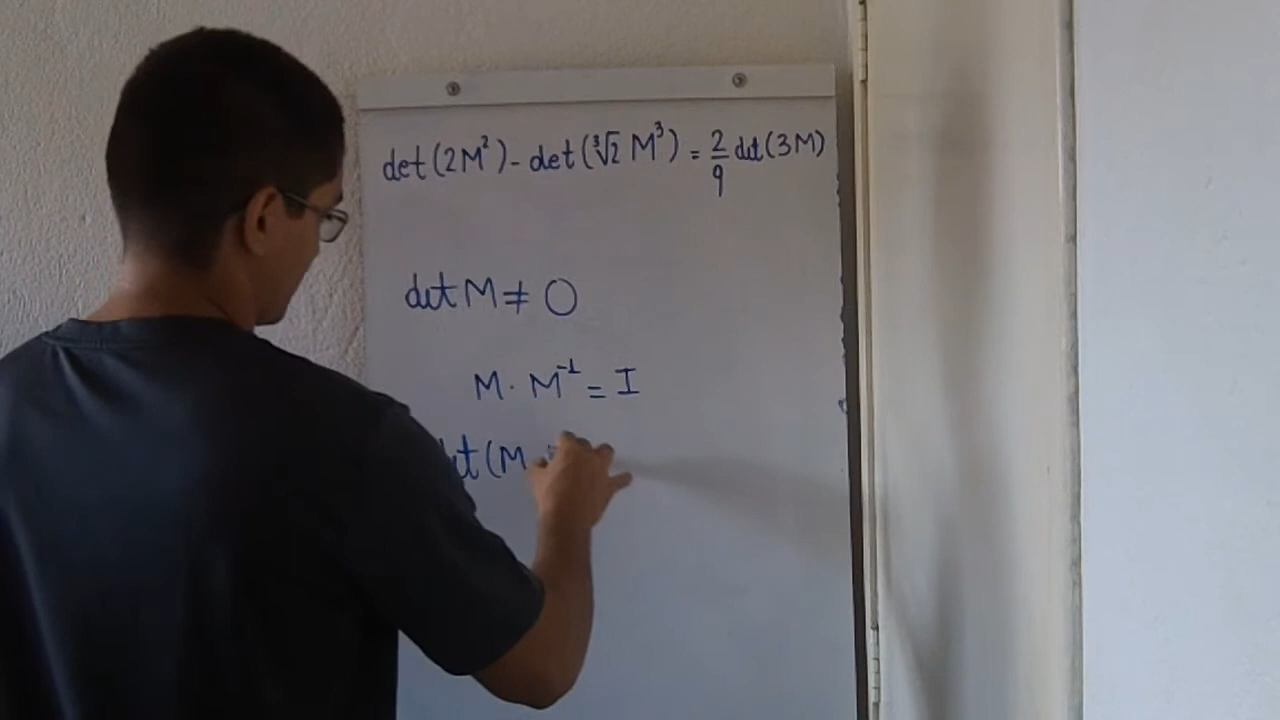 det(2M²) - det(∛2 M³) = 2/9 det(3M)
det M ≠ 0
M · M⁻¹ = I
(M